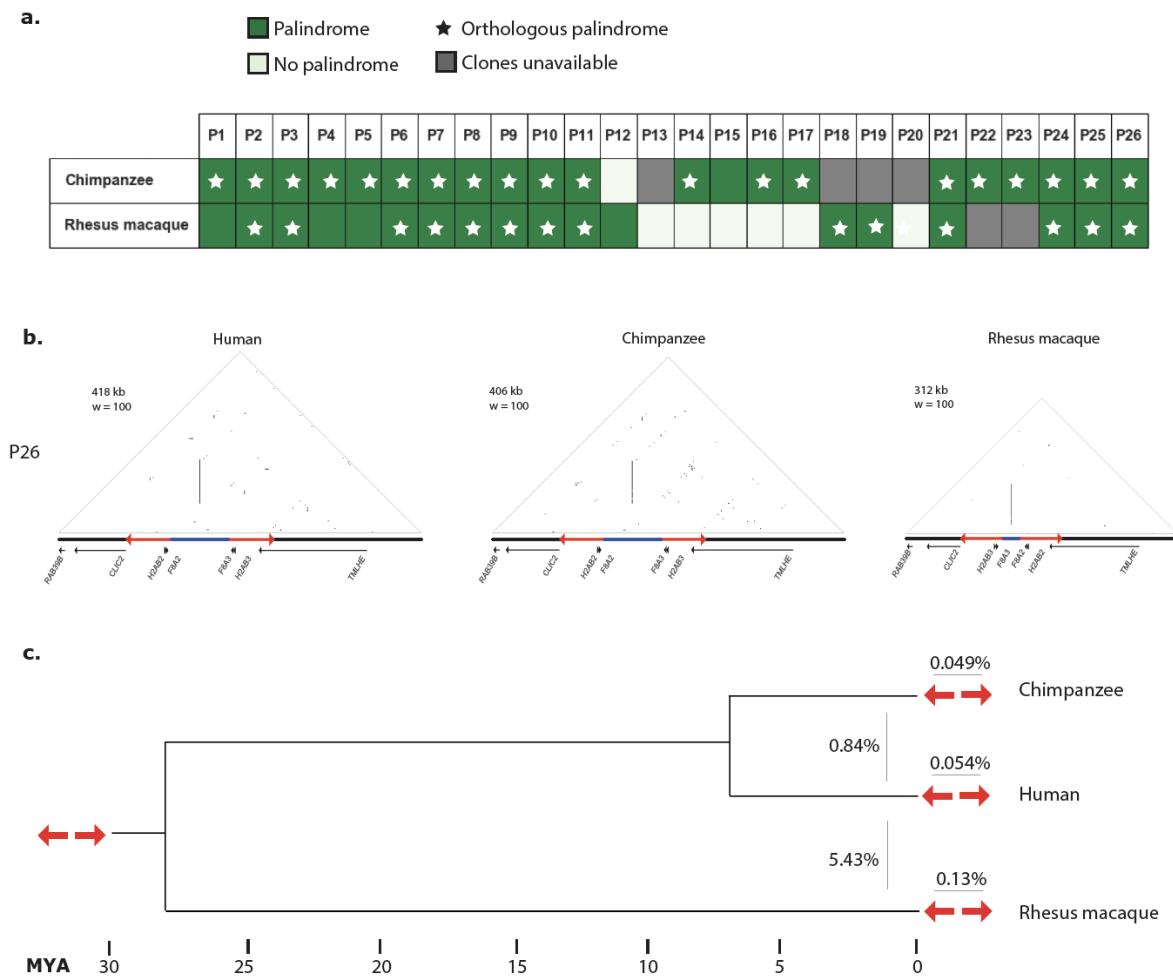 a.
Palindrome
Orthologous palindrome
No palindrome
Clones unavailable
P1 P2 P3 P4 P5 P6 P7 P8 P9 P10 P11 P12 P13 P14 P15 P16 P17 P18 P19 P20 P21 P22 P23 P24 P25 P26
Chimpanzee
Rhesus macaque
b.
Human
Chimpanzee
Rhesus macaque
418 kb
w = 100
406 kb
w = 100
312 kb
w = 100
P26
RAB39B CLIC2 H2AB2 F8A2 F8A3 H2AB3 TMLHE
RAB39B CLIC2 H2AB2 F8A2 F8A3 H2AB3 TMLHE
RAB39B CLIC2 H2AB3 F8A3 F8A2 H2AB2 TMLHE
c.
0.049%
Chimpanzee
0.84%
0.054%
Human
5.43%
0.13%
Rhesus macaque
MYA 30 25 20 15 10 5 0